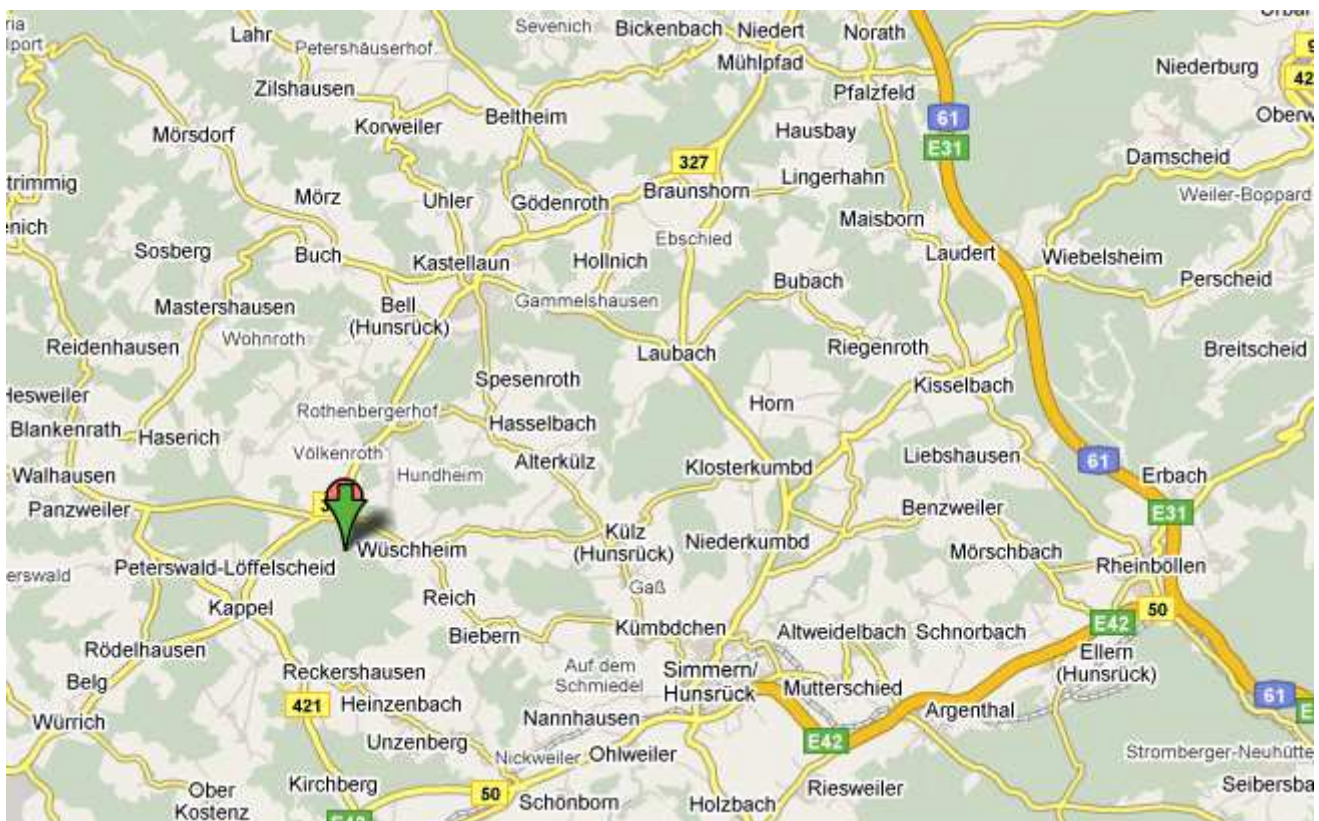 Sevenich
Bickenbach
Niedert
Norath
Lahr
Petershäuserhof
Mühlpfad
Niederburg
Zilshausen
Pfalzfeld
Beltheim
61
Korweiler
Mörsdorf
Hausbay
E31
Damscheid
327
Lingerhahn
Mörz
Uhler
Gödenroth
Braunshorn
Weiler-Boppard
Maisborn
Ebschied
Sosberg
Buch
Kastellaun
Hollnich
Laudert
Wiebelsheim
Bubach
Perscheid
Mastershausen
Bell
(Hunsrück)
Gammelshausen
Wohnroth
Reidenhausen
Laubach
Riegenroth
Breitscheid
Spesenroth
Kisselbach
Rothenbergerhof
Horn
Hasselbach
Blankenrath
Haserich
Völkenroth
Alterkülz
Liebshausen
61
Walhausen
Hundheim
Klosterkumbd
Erbach
Panzweiler
Benzweiler
E31
Külz
(Hunsrück)
Niederkumbd
Wüschheim
Mörschbach
Peterswald-Löffelscheid
Rheinböllen
Gaß
Kappel
Reich
50
Biebern
Kümbdchen
Altweidelbach
Schnorbach
E42
Rödelhausen
Ellern
(Hunsrück)
Reckershausen
Auf dem
Schmiedel
Simmern/
Hunsrück
Mutterschied
Belg
61
421
Heinzenbach
Argenthal
Würrich
Nannhausen
Unzenberg
E42
Nickweiler
Ohlweiler
Stromberger-Neuhütte
Kirchberg
Riesweiler
Ober
Kostenz
50
Schönborn
Holzbach